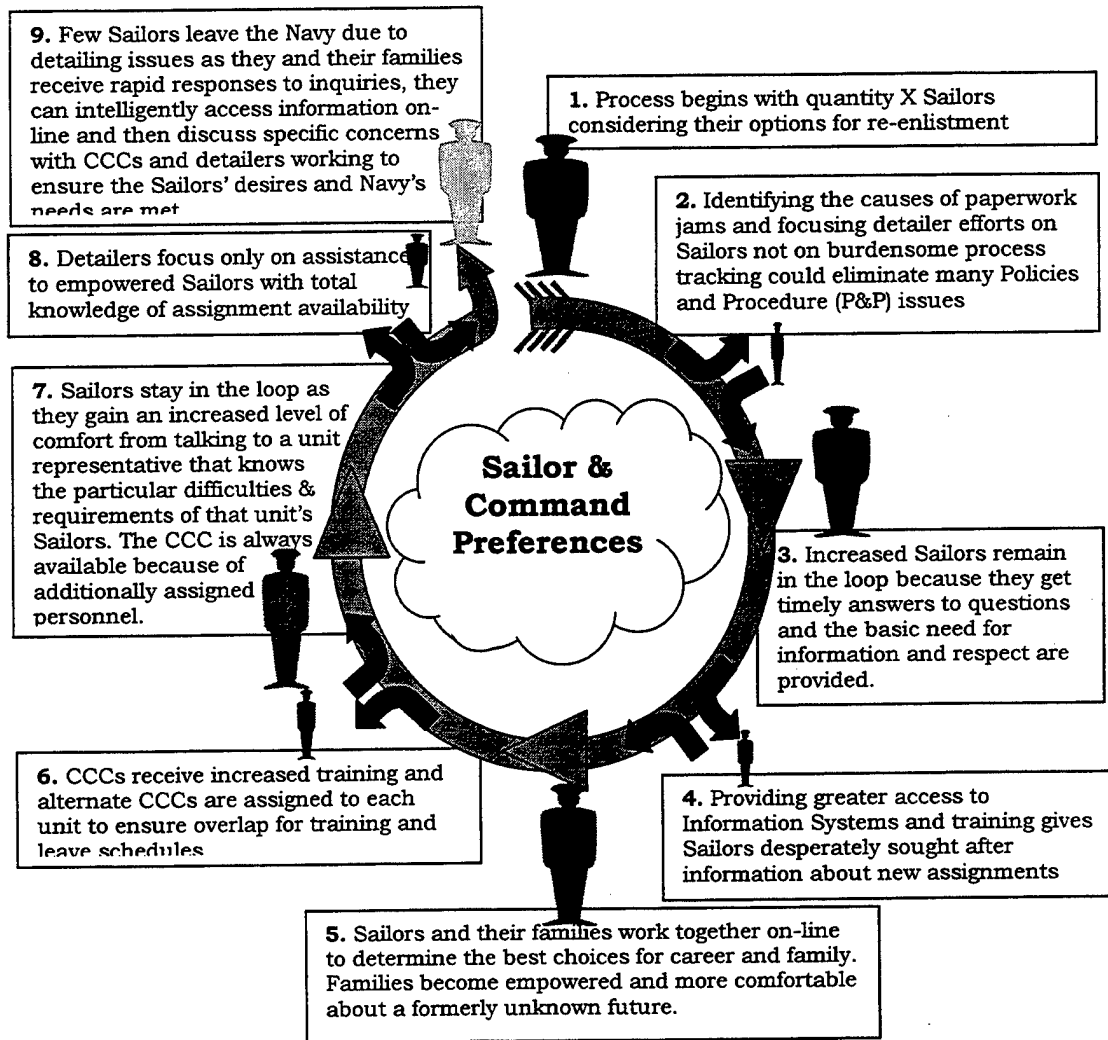 9. Few Sailors leave the Navy due to
detailing issues as they and their families
receive rapid responses to inquiries, they
can intelligently access information on-
line and then discuss specific concerns
with CCCs and detailers working to
ensure the Sailors' desires and Navy's
needs are met
1. Process begins with quantity X Sailors
considering their options for re-enlistment
2. Identifying the causes of paperwork
jams and focusing detailer efforts on
Sailors not on burdensome process
tracking could eliminate many Policies
and Procedure (P&P) issues
8. Detailers focus only on assistance
to empowered Sailors with total
knowledge of assignment availability
7. Sailors stay in the loop as
they gain an increased level of
comfort from talking to a unit
representative that knows
the particular difficulties &
requirements of that unit's
Sailors. The CCC is always
available because of
additionally assigned
personnel.
Sailor &
Command
Preferences
3. Increased Sailors remain
in the loop because they get
timely answers to questions
and the basic need for
information and respect are
provided.
6. CCCs receive increased training and
alternate CCCs are assigned to each
unit to ensure overlap for training and
leave schedules
4. Providing greater access to
Information Systems and training gives
Sailors desperately sought after
information about new assignments
5. Sailors and their families work together on-line
to determine the best choices for career and family.
Families become empowered and more comfortable
about a formerly unknown future.